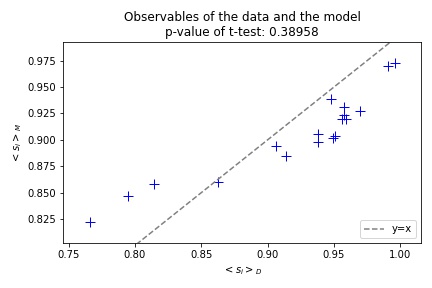 Observables of the data and the model
p-value of t-test: 0.38958
0.975
0.950
0.925
0.900
0.875
0.850
0.825
< s_i >_M
0.75
0.80
0.85
0.90
0.95
1.00
< s_i >_D
y=x